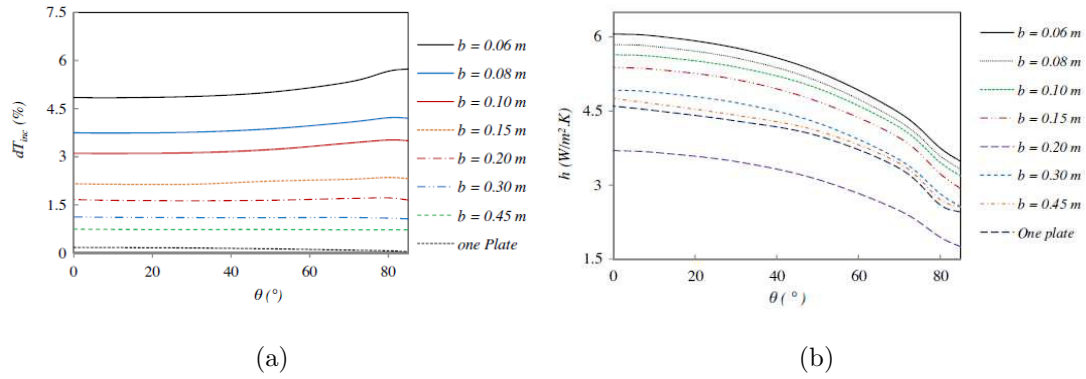 7.5
6
4.5
3
1.5
0
dT_inc (%)
0
20
40
60
80
θ (°)
b = 0.06 m
b = 0.08 m
b = 0.10 m
b = 0.15 m
b = 0.20 m
b = 0.30 m
b = 0.45 m
one Plate
(a)
6
4.5
3
1.5
h (W/m².K)
0
20
40
60
80
θ ( °)
b = 0.06 m
b = 0.08 m
b = 0.10 m
b = 0.15 m
b = 0.20 m
b = 0.30 m
b = 0.45 m
One plate
(b)